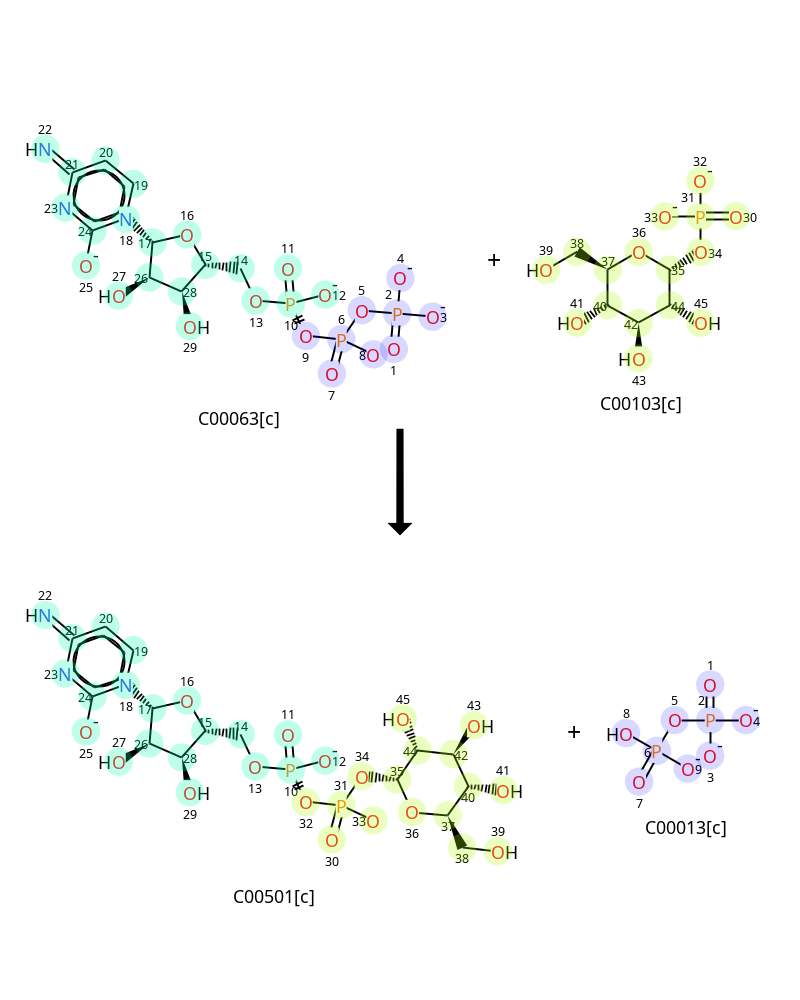 22
HN
21
20
19
23 N
24
N
18
O⁻
25
16
O
17
15
14
27
HO
26
28
OH
29
11
O
O⁻
12
13
O
P
10
O
9
4
O⁻
5
O
2
P
O⁻
3
6
P
O
8
O
1
O
7
+
32
O⁻
31
33
O⁻
P
O
30
36
O
O
34
38
39
HO
37
35
41
HO
40
44
45
OH
42
HO
43
C00063[c]
C00103[c]
22
HN
21
20
19
23 N
24
N
18
O⁻
25
16
O
17
15
14
27
HO
26
28
OH
29
11
O
O⁻
12
13
O
P
10
O
32
31
P
34
O
33
O
O
30
35
45
HO
44
43
OH
42
41
OH
40
O
36
37
39
OH
38
+
1
O
5
O
2
P
O⁻
4
8
HO
6
P
O⁻
9
O⁻
3
O
7
C00501[c]
C00013[c]